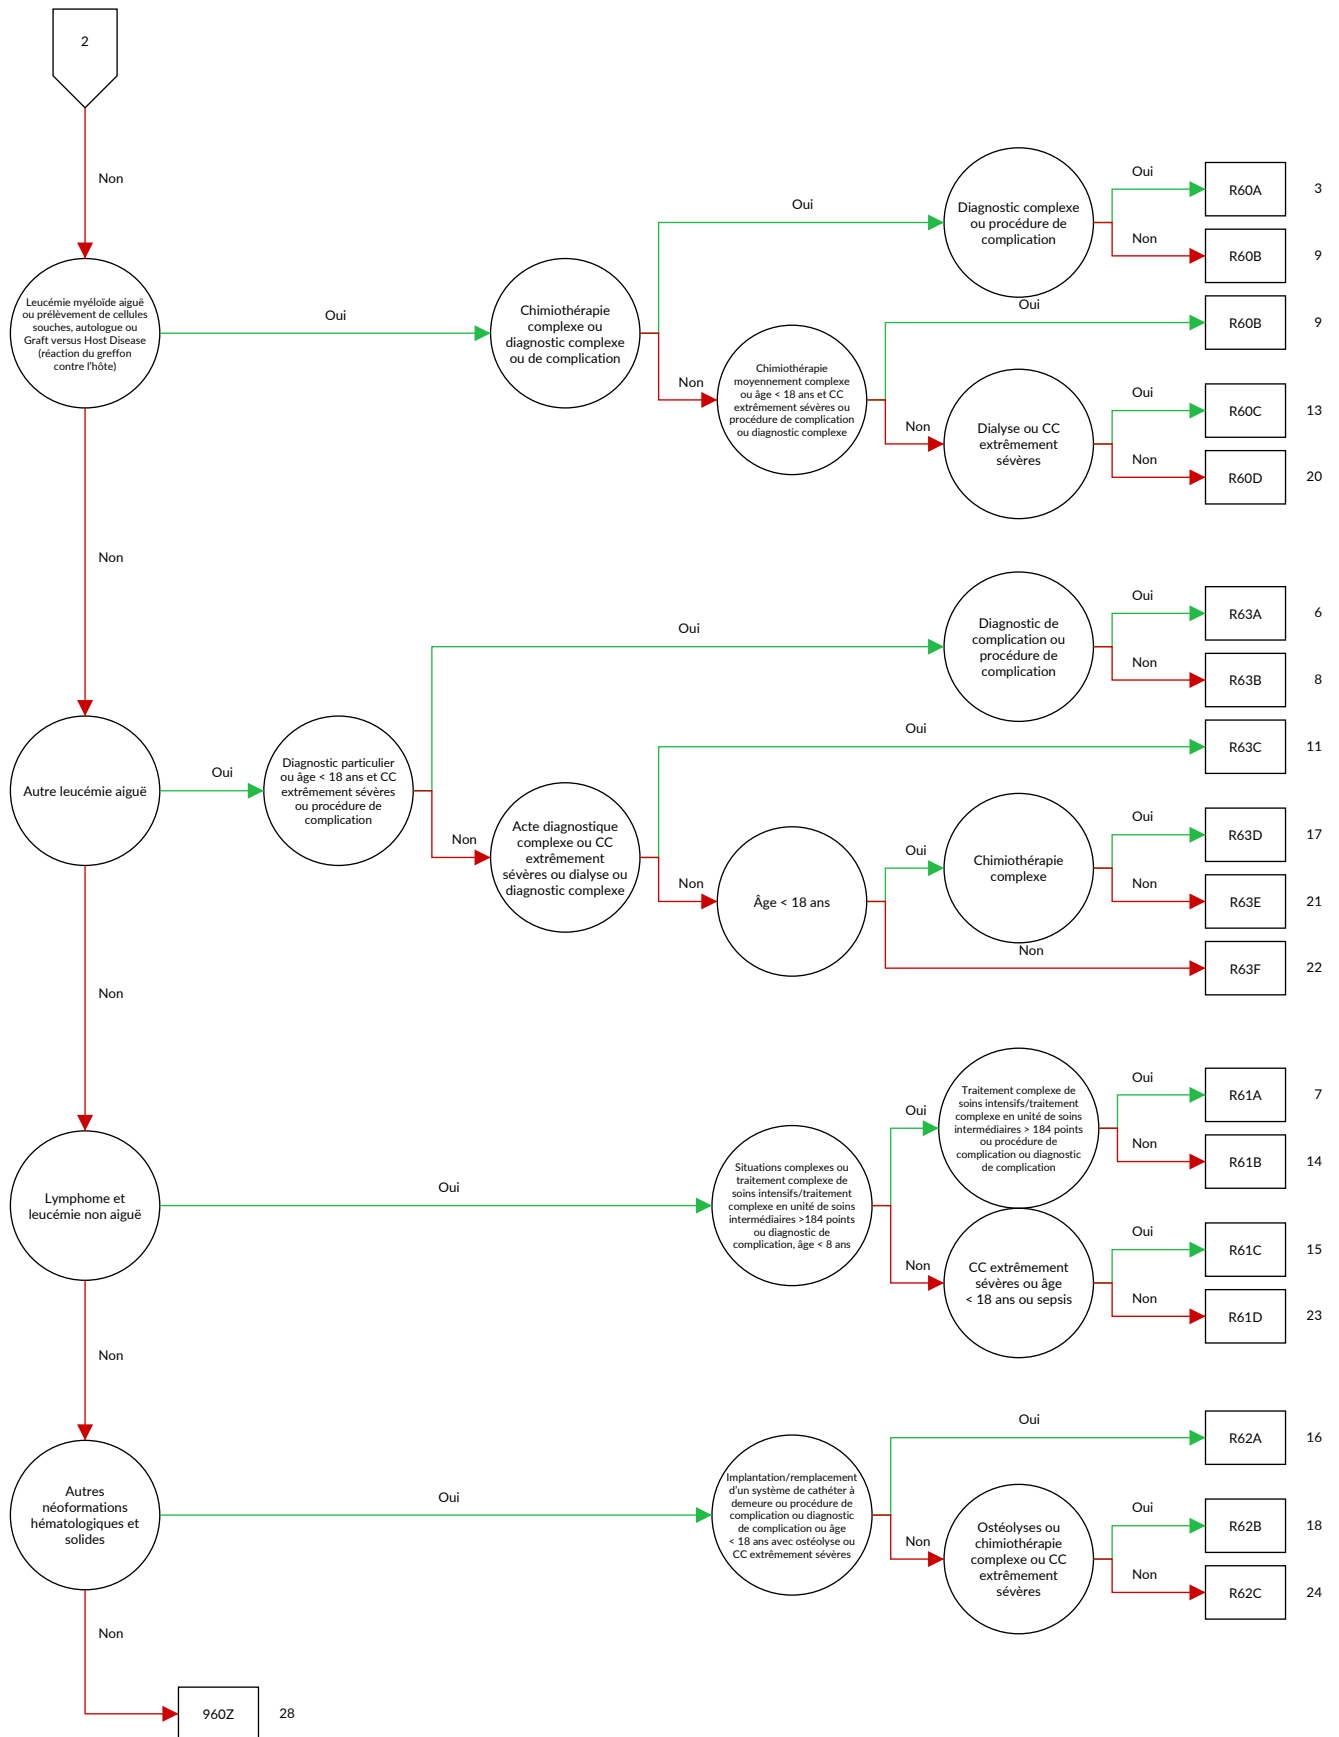 2
Non
Leucémie myéloïde aiguë
ou prélèvement de cellules
souches, autologue ou
Graft versus Host Disease
(réaction du greffon
contre l'hôte)
Oui
Chimiothérapie
complexe ou
diagnostic complexe
ou de complication
Oui
Diagnostic complexe
ou procédure de
complication
Oui
R60A
3
Non
R60B
9
Non
Chimiothérapie
moyennement complexe
ou âge < 18 ans et CC
extrêmement sévères ou
procédure de complication
ou diagnostic complexe
Oui
R60B
9
Non
Dialyse ou CC
extrêmement
sévères
Oui
R60C
13
Non
R60D
20
Non
Autre leucémie aiguë
Oui
Diagnostic particulier
ou âge < 18 ans et CC
extrêmement sévères
ou procédure de
complication
Oui
Diagnostic de
complication ou
procédure de
complication
Oui
R63A
6
Non
R63B
8
Non
Acte diagnostique
complexe ou CC
extrêmement
sévères ou dialyse ou
diagnostic complexe
Oui
R63C
11
Non
Âge < 18 ans
Oui
Chimiothérapie
complexe
Oui
R63D
17
Non
R63E
21
Non
R63F
22
Non
Lymphome et
leucémie non aiguë
Oui
Situations complexes ou
traitement complexe de
soins intensifs/traitement
complexe en unité de soins
intermédiaires >184 points
ou diagnostic de
complication, âge < 8 ans
Oui
Traitement complexe de
soins intensifs/traitement
complexe en unité de soins
intermédiaires > 184 points
ou procédure de
complication ou diagnostic
de complication
Oui
R61A
7
Non
R61B
14
Non
CC extrêmement
sévères ou âge
< 18 ans ou sepsis
Oui
R61C
15
Non
R61D
23
Non
Autres
néoformations
hématologiques et
solides
Oui
Implantation/remplacement
d'un système de cathéter à
demeure ou procédure de
complication ou diagnostic
de complication ou âge
< 18 ans avec ostéolyse ou
CC extrêmement sévères
Oui
R62A
16
Non
Ostéolyses ou
chimiothérapie
complexe ou CC
extrêmement
sévères
Oui
R62B
18
Non
R62C
24
Non
960Z
28